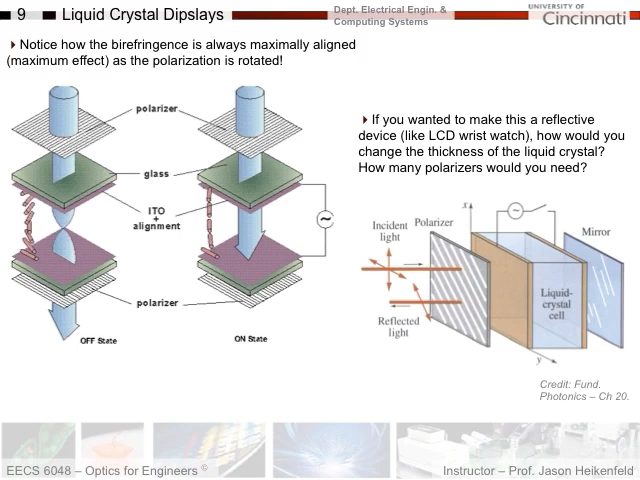 9 Liquid Crystal Dipslays
Dept. Electrical Engin. &
Computing Systems
UNIVERSITY OF
Cincinnati
Notice how the birefringence is always maximally aligned
(maximum effect) as the polarization is rotated!
polarizer
glass
ITO
+
alignment
polarizer
OFF State
ON State
If you wanted to make this a reflective
device (like LCD wrist watch), how would you
change the thickness of the liquid crystal?
How many polarizers would you need?
x
Incident
light
Polarizer
Mirror
Liquid-
crystal
cell
Reflected
light
y
Credit: Fund.
Photonics – Ch 20.
EECS 6048 – Optics for Engineers ©
Instructor – Prof. Jason Heikenfeld